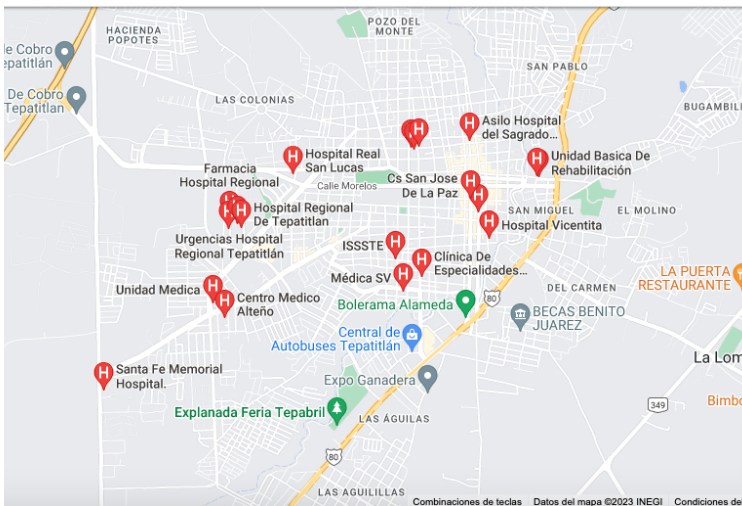 HACIENDA
POPOTES
POZO DEL
MONTE
de Cobro
epatitlán
De Cobro
Tepatitlan
LAS COLONIAS
SAN PABLO
BUGAMBIL
Asilo Hospital
del Sagrado...
Hospital Real
San Lucas
Unidad Basica De
Rehabilitación
Farmacia
Hospital Regional
Calle Morelos
Cs San Jose
De La Paz
Hospital Regional
De Tepatitlan
SAN MIGUEL
EL MOLINO
Hospital Vicentita
Urgencias Hospital
Regional Tepatitlán
ISSSTE
Clínica De
Especialidades...
Médica SV
LA PUERTA
RESTAURANTE
Unidad Medica
Centro Medico
Alteño
DEL CARMEN
80
Bolerama Alameda
BECAS BENITO
JUAREZ
Central de
Autobuses Tepatitlán
La Lom
Santa Fe Memorial
Hospital.
Expo Ganadera
349
Bimbo
Explanada Feria Tepabril
LAS ÁGUILAS
80
LAS AGUILILLAS
Combinaciones de teclas Datos del mapa ©2023 INEGI Condiciones de